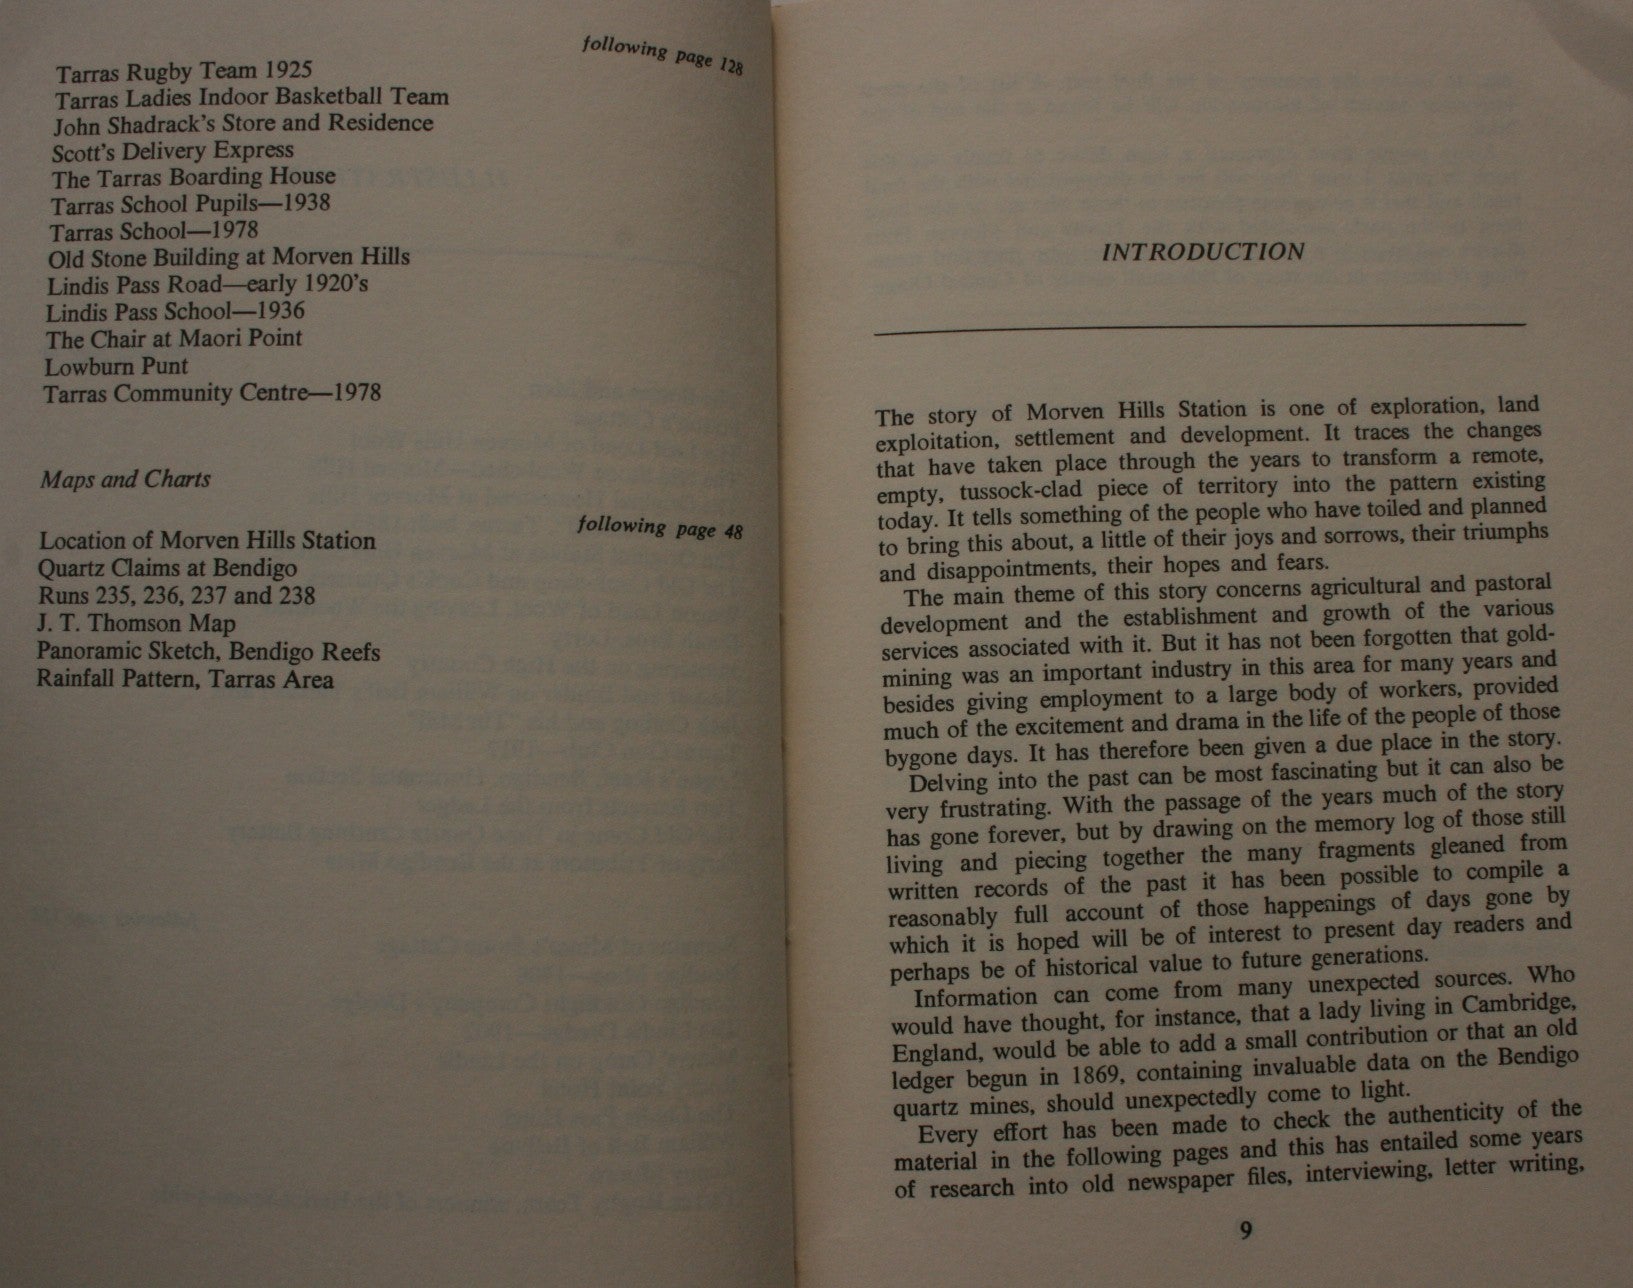 following page 128
Tarras Rugby Team 1925
Tarras Ladies Indoor Basketball Team
John Shadrack's Store and Residence
Scott's Delivery Express
The Tarras Boarding House
Tarras School Pupils—1938
Tarras School—1978
Old Stone Building at Morven Hills
Lindis Pass Road—early 1920's
Lindis Pass School—1936
The Chair at Maori Point
Lowburn Punt
Tarras Community Centre—1978
Maps and Charts
following page 48
Location of Morven Hills Station
Quartz Claims at Bendigo
Runs 235, 236, 237 and 238
J. T. Thomson Map
Panoramic Sketch, Bendigo Reefs
Rainfall Pattern, Tarras Area
INTRODUCTION
The story of Morven Hills Station is one of exploration, land
exploitation, settlement and development. It traces the changes
that have taken place through the years to transform a remote,
empty, tussock-clad piece of territory into the pattern existing
today. It tells something of the people who have toiled and planned
to bring this about, a little of their joys and sorrows, their triumphs
and disappointments, their hopes and fears.
The main theme of this story concerns agricultural and pastoral
development and the establishment and growth of the various
services associated with it. But it has not been forgotten that gold-
mining was an important industry in this area for many years and
besides giving employment to a large body of workers, provided
much of the excitement and drama in the life of the people of those
bygone days. It has therefore been given a due place in the story.
Delving into the past can be most fascinating but it can also be
very frustrating. With the passage of the years much of the story
has gone forever, but by drawing on the memory log of those still
living and piecing together the many fragments gleaned from
written records of the past it has been possible to compile a
reasonably full account of those happenings of days gone by
which it is hoped will be of interest to present day readers and
perhaps be of historical value to future generations.
Information can come from many unexpected sources. Who
would have thought, for instance, that a lady living in Cambridge,
England, would be able to add a small contribution or that an old
ledger begun in 1869, containing invaluable data on the Bendigo
quartz mines, should unexpectedly come to light.
Every effort has been made to check the authenticity of the
material in the following pages and this has entailed some years
of research into old newspaper files, interviewing, letter writing,
9